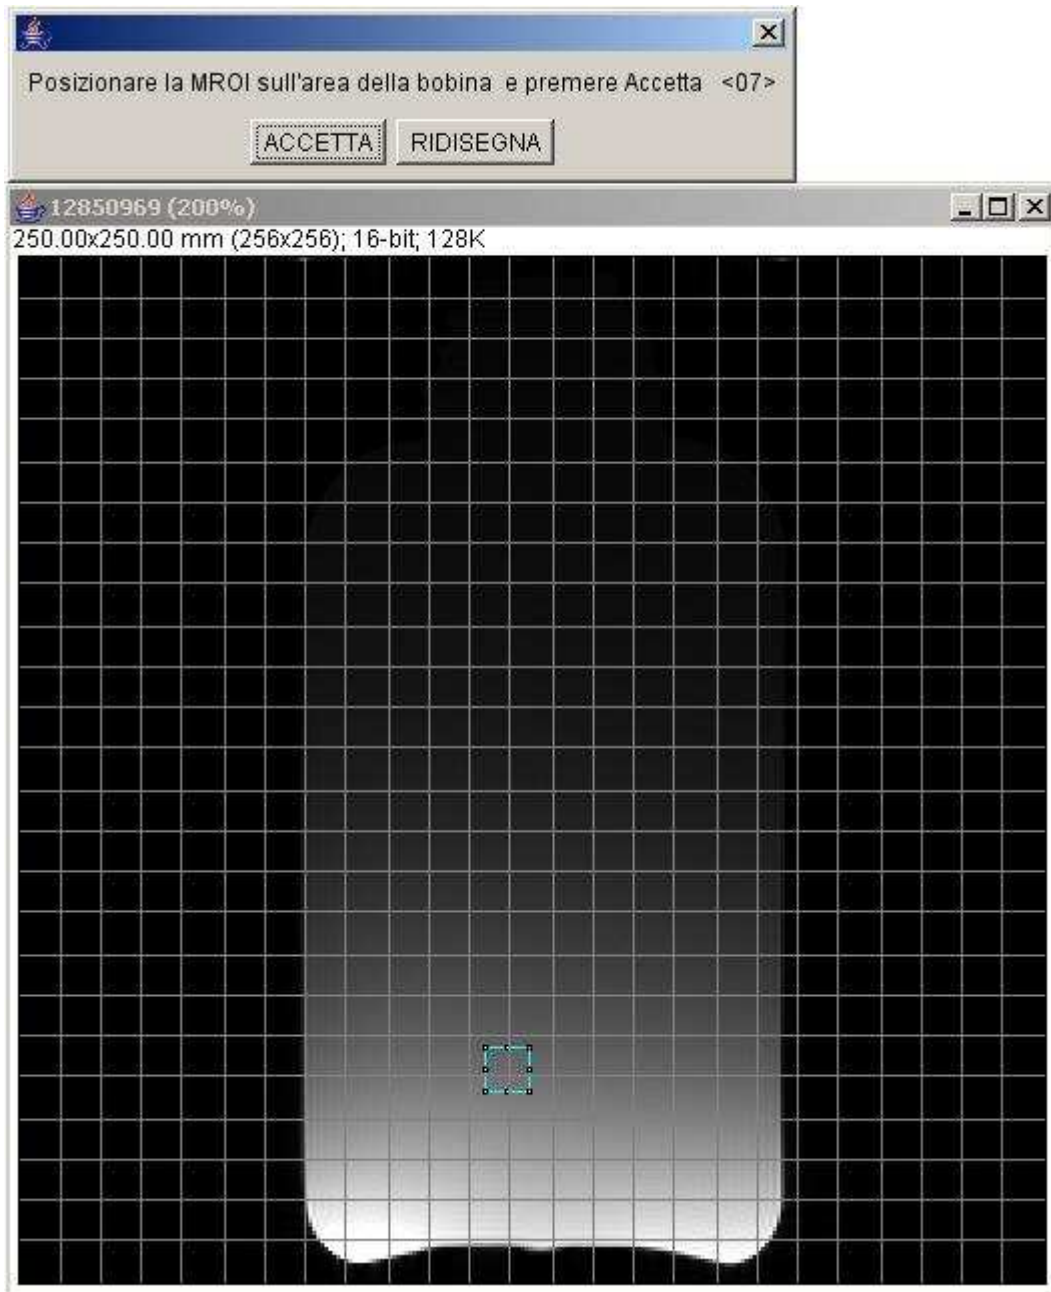 Posizionare la MROI sull'area della bobina e premere Accetta <07>
ACCETTA RIDISEGNA
12850969 (200%)
250.00x250.00 mm (256x256); 16-bit; 128K